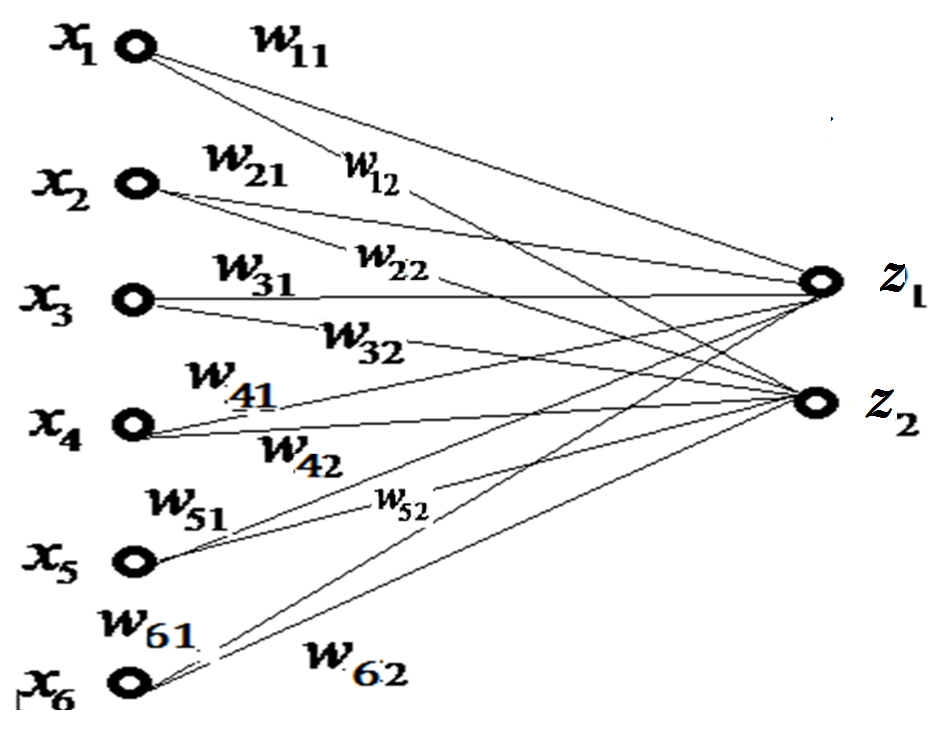 x₁ w₁₁
x₂ w₂₁ w₁₂
x₃ w₃₁ w₂₂ z₁
w₃₂
x₄ w₄₁ z₂
w₄₂
x₅ w₅₁ w₅₂
w₆₁
x₆ w₆₂